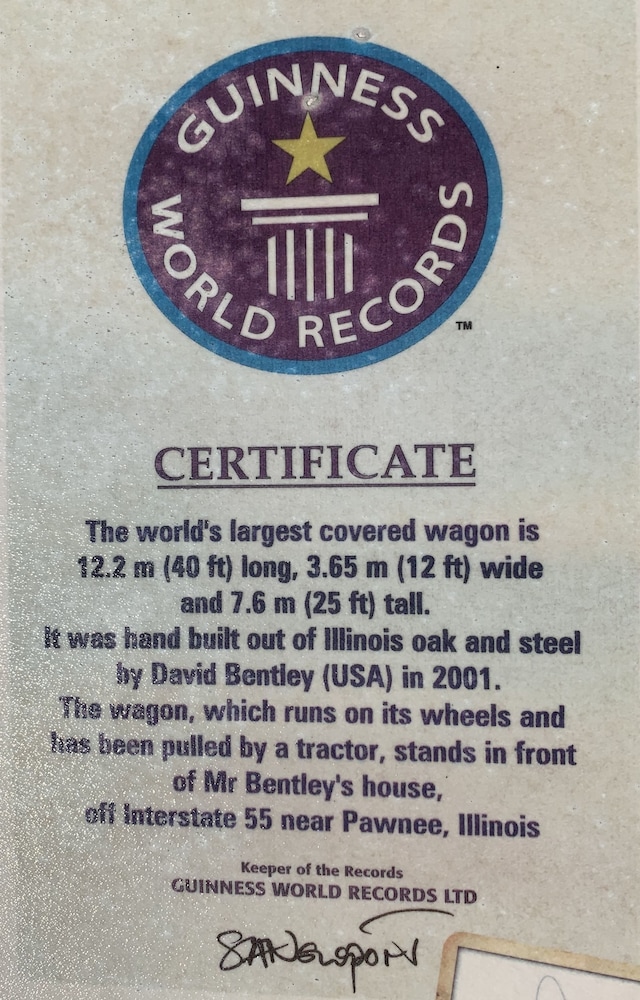 GUINNESS
WORLD RECORDS
TM
CERTIFICATE
The world's largest covered wagon is
12.2 m (40 ft) long, 3.65 m (12 ft) wide
and 7.6 m (25 ft) tall.
It was hand built out of Illinois oak and steel
by David Bentley (USA) in 2001.
The wagon, which runs on its wheels and
has been pulled by a tractor, stands in front
of Mr Bentley's house,
off Interstate 55 near Pawnee, Illinois
Keeper of the Records
GUINNESS WORLD RECORDS LTD